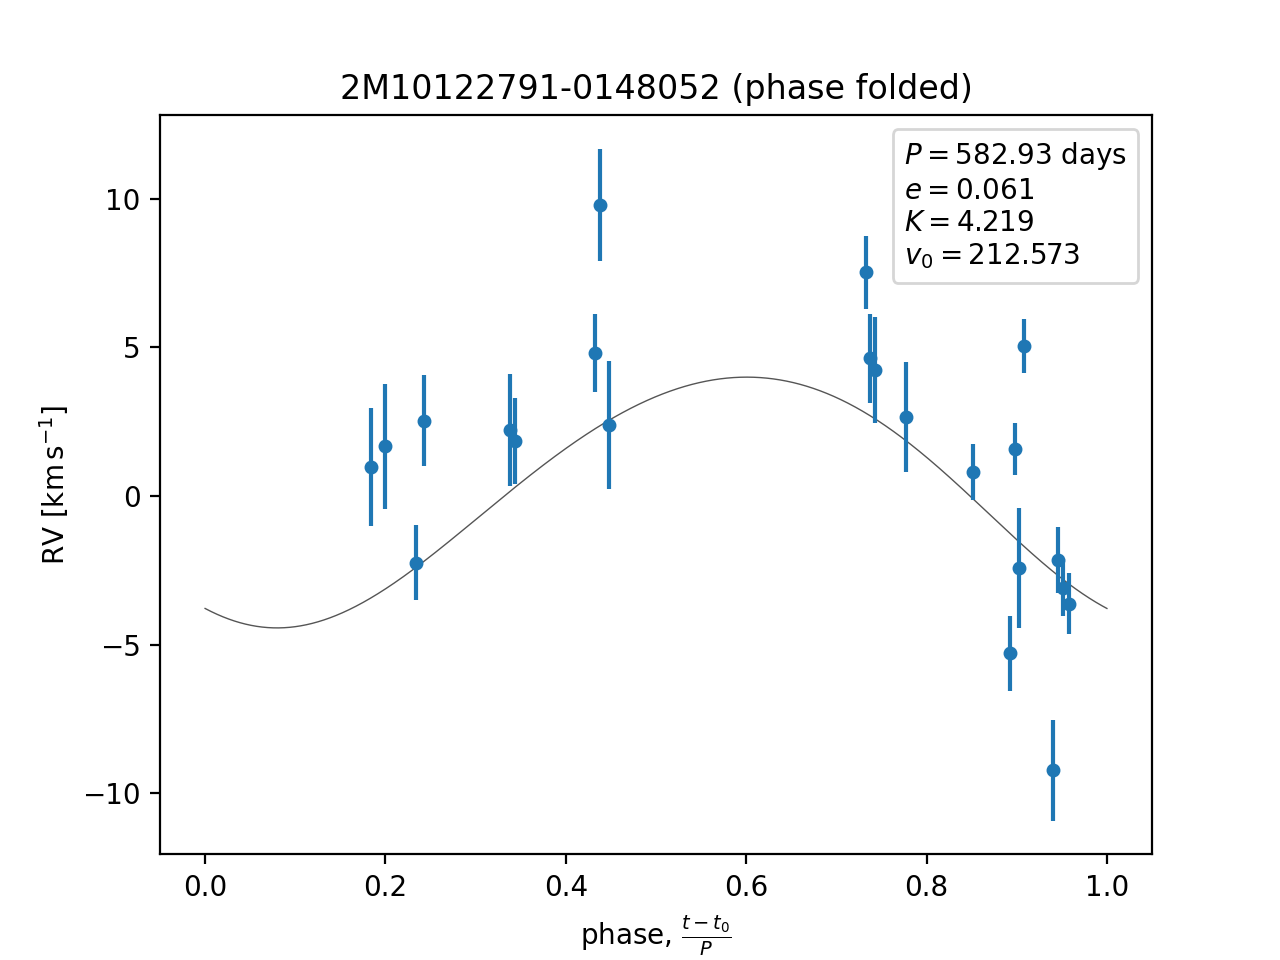 2M10122791-0148052 (phase folded)
P = 582.93 days
e = 0.061
K = 4.219
v₀ = 212.573
10
5
0
−5
−10
RV [km s⁻¹]
0.0 0.2 0.4 0.6 0.8 1.0
phase, (t − t₀)/P